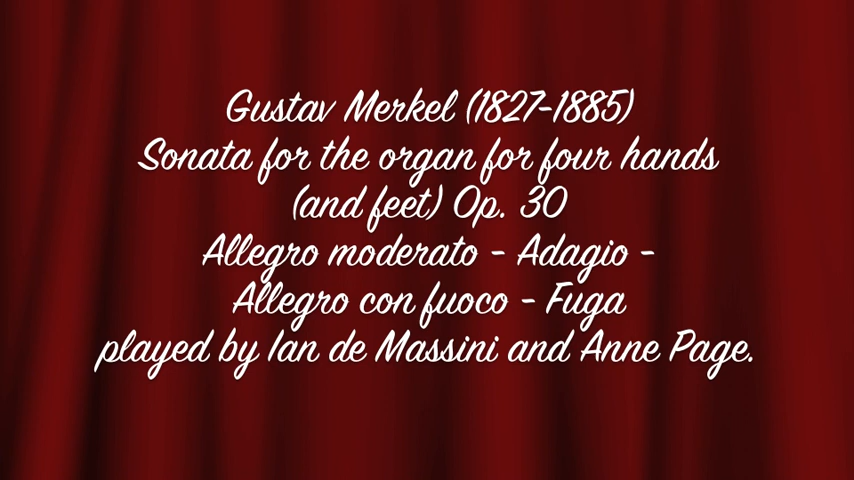 Gustav Merkel (1827-1885)
Sonata for the organ for four hands
(and feet) Op. 30
Allegro moderato - Adagio -
Allegro con fuoco - Fuga
played by Ian de Massini and Anne Page.